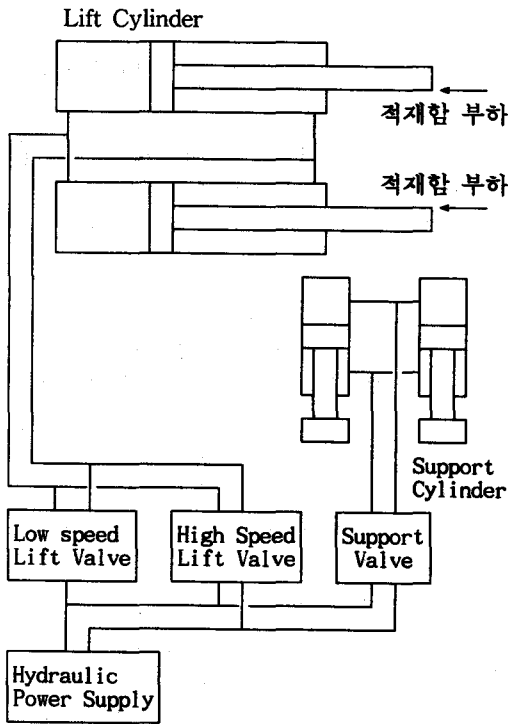 Lift Cylinder
적재함 부하
적재함 부하
Support
Cylinder
Low speed
Lift Valve
High Speed
Lift Valve
Support
Valve
Hydraulic
Power Supply